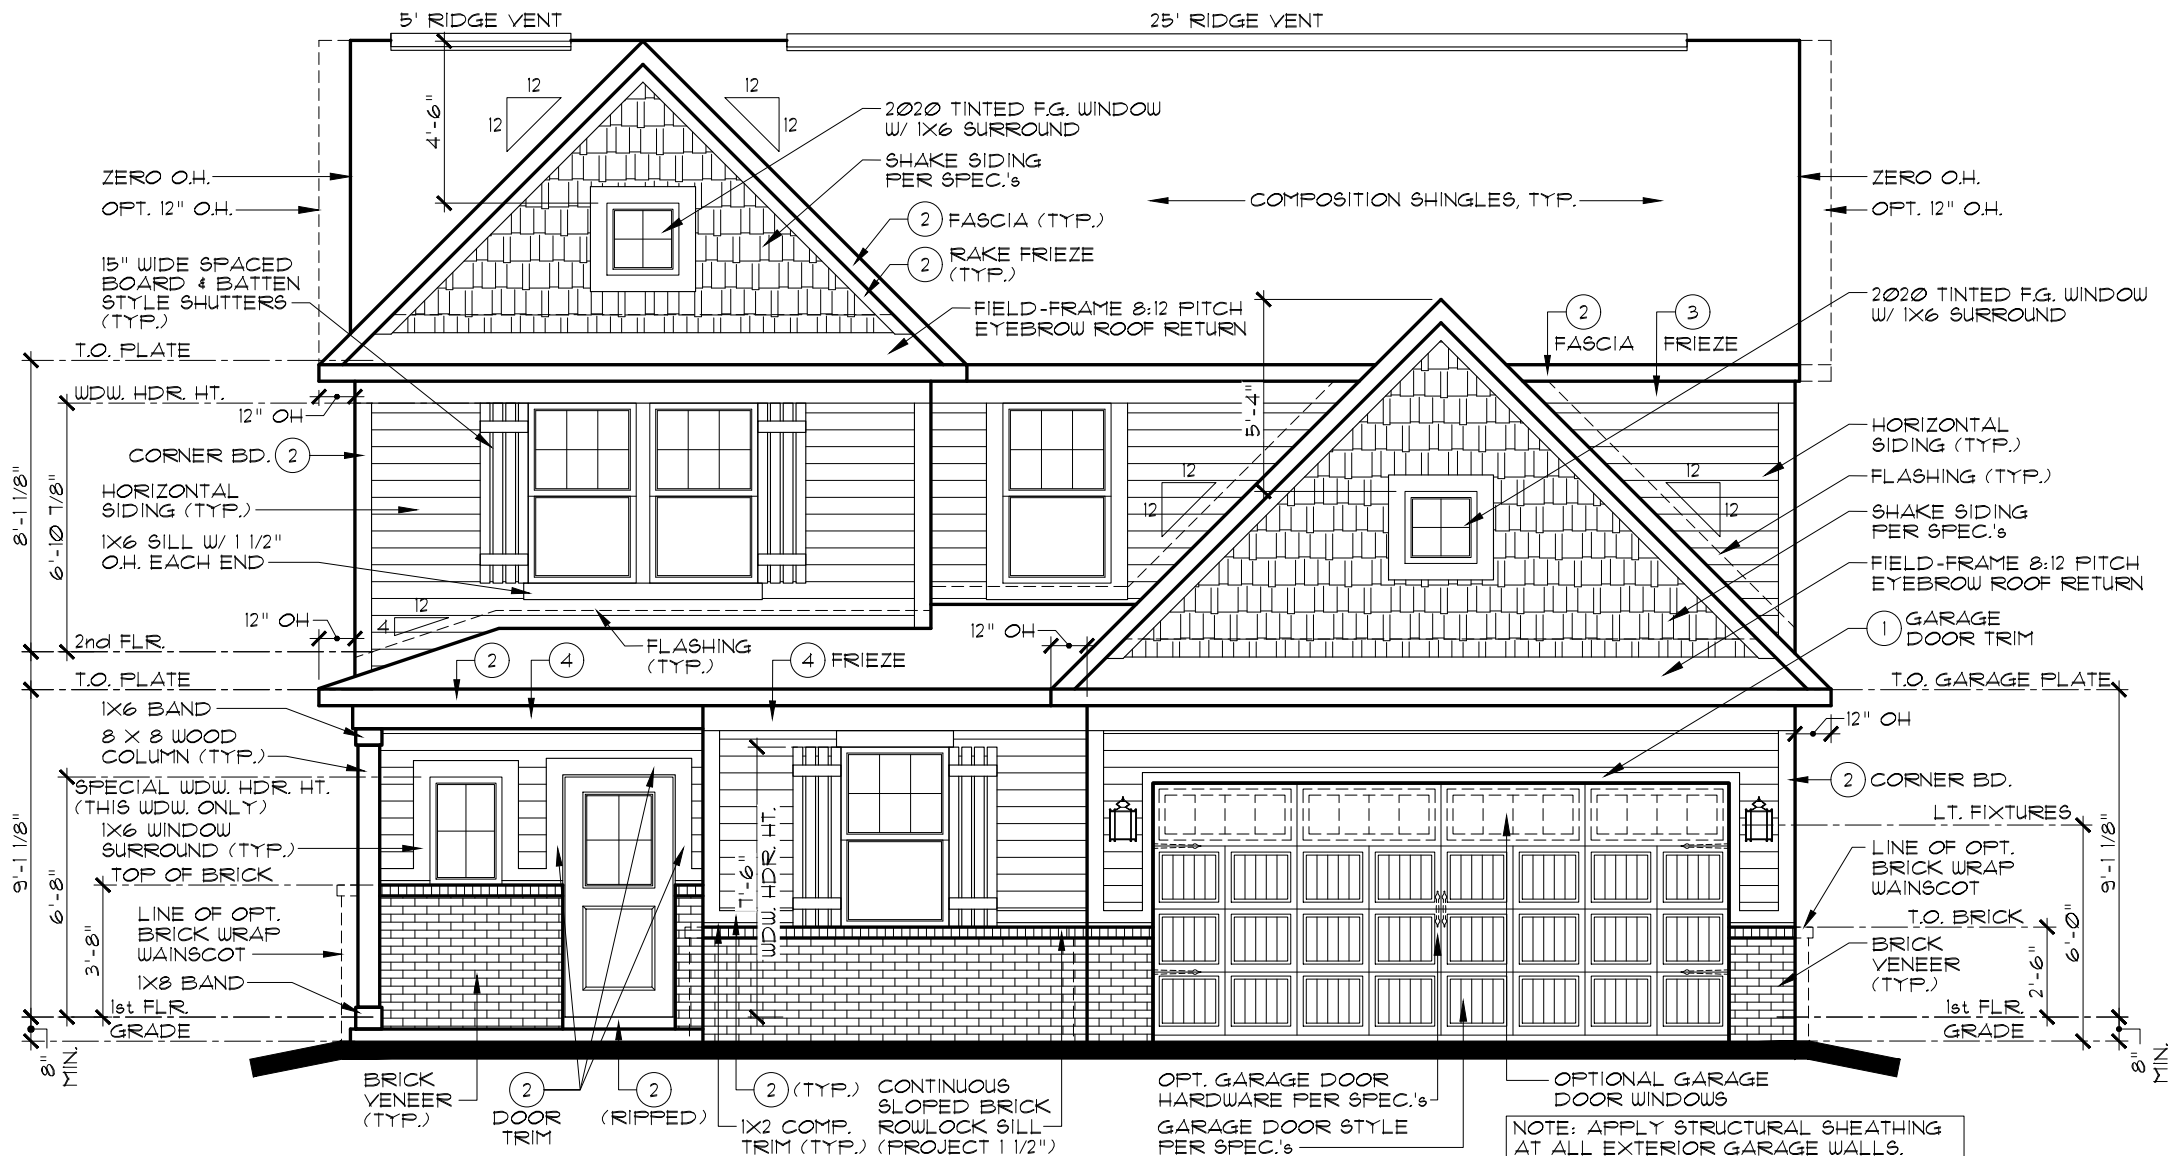 5' RIDGE VENT
25' RIDGE VENT
4'-6"
12
12
12
12
2020 TINTED F.G. WINDOW
W/ 1X6 SURROUND
SHAKE SIDING
PER SPEC.'s
ZERO O.H.
OPT. 12" O.H.
COMPOSITION SHINGLES, TYP.
ZERO O.H.
OPT. 12" O.H.
2 FASCIA (TYP.)
2 RAKE FRIEZE
(TYP.)
15" WIDE SPACED
BOARD & BATTEN
STYLE SHUTTERS
(TYP.)
FIELD-FRAME 8:12 PITCH
EYEBROW ROOF RETURN
2
FASCIA
3
FRIEZE
2020 TINTED F.G. WINDOW
W/ 1X6 SURROUND
T.O. PLATE
WDW. HDR. HT.
12" OH
5'-4"
CORNER BD. 2
HORIZONTAL
SIDING (TYP.)
1X6 SILL W/ 1 1/2"
O.H. EACH END
8'-1 1/8"
6'-10 7/8"
12
12
12
12
HORIZONTAL
SIDING (TYP.)
FLASHING (TYP.)
SHAKE SIDING
PER SPEC.'s
FIELD-FRAME 8:12 PITCH
EYEBROW ROOF RETURN
1 GARAGE
DOOR TRIM
12" OH
12
4
2nd FLR.
FLASHING
(TYP.)
12" OH
2
4
4 FRIEZE
T.O. PLATE
T.O. GARAGE PLATE
1X6 BAND
8 X 8 WOOD
COLUMN (TYP.)
12" OH
SPECIAL WDW. HDR. HT.
(THIS WDW. ONLY)
2 CORNER BD.
1X6 WINDOW
SURROUND (TYP.)
LT. FIXTURES
TOP OF BRICK
LINE OF OPT.
BRICK WRAP
WAINSCOT
9'-1 1/8"
6'-8"
3'-8"
7'-6"
WDW. HDR. HT.
LINE OF OPT.
BRICK WRAP
WAINSCOT
T.O. BRICK
BRICK
VENEER
(TYP.)
2'-6"
6'-0"
9'-1 1/8"
1X8 BAND
1st FLR.
GRADE
1st FLR.
GRADE
8"
MIN.
8"
MIN.
BRICK
VENEER
(TYP.)
2
DOOR
TRIM
2
(RIPPED)
2 (TYP.)
1X2 COMP.
TRIM (TYP.)
CONTINUOUS
SLOPED BRICK
ROWLOCK SILL
(PROJECT 1 1/2")
OPT. GARAGE DOOR
HARDWARE PER SPEC.'s
GARAGE DOOR STYLE
PER SPEC.'s
OPTIONAL GARAGE
DOOR WINDOWS
NOTE: APPLY STRUCTURAL SHEATHING
AT ALL EXTERIOR GARAGE WALLS.